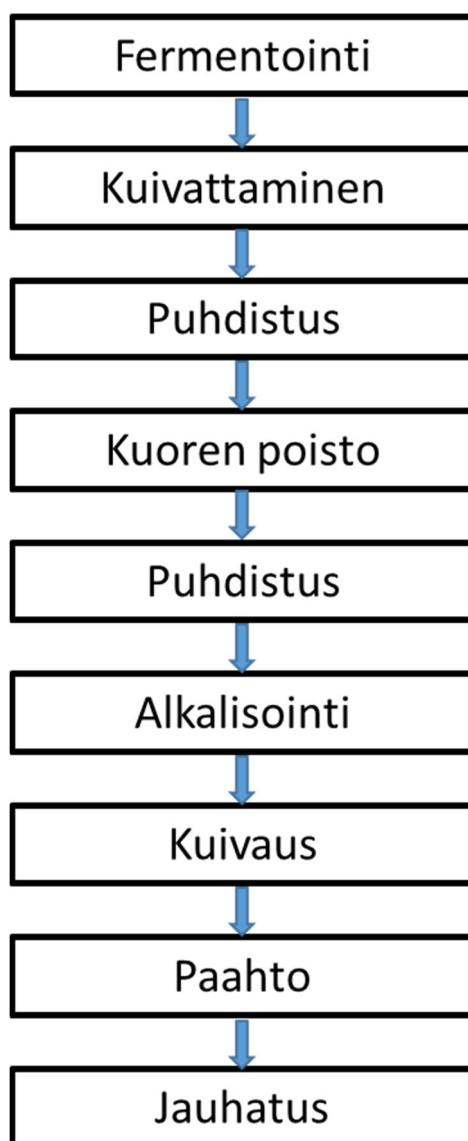 Fermentointi
Kuivattaminen
Puhdistus
Kuoren poisto
Puhdistus
Alkalisointi
Kuivaus
Paahto
Jauhatus